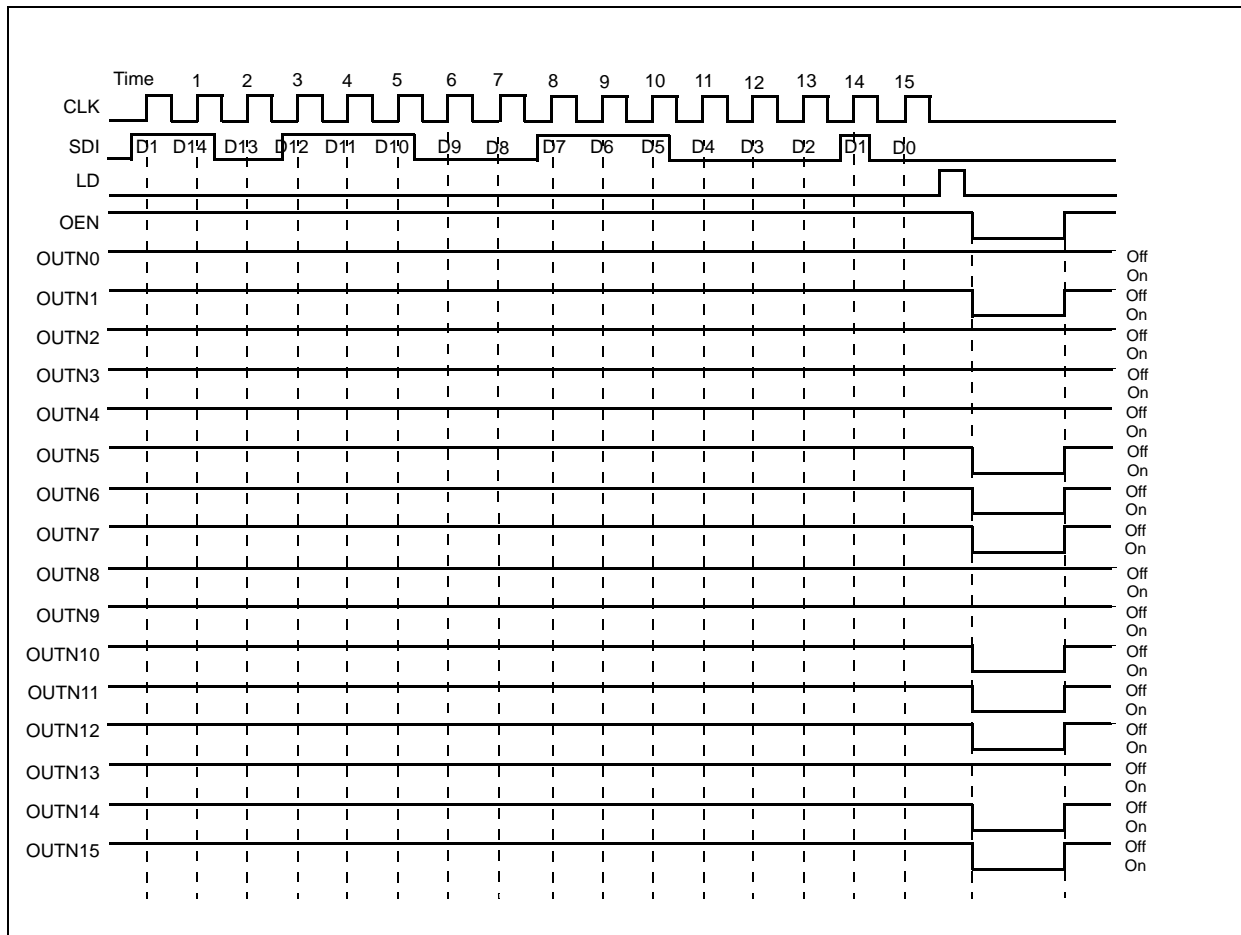 Time 1 2 3 4 5 6 7 8 9 10 11 12 13 14 15
CLK
SDI D1 D14 D13 D12 D11 D10 D9 D8 D7 D6 D5 D4 D3 D2 D1 D0
LD
OEN
OUTN0 Off
On
OUTN1 Off
On
OUTN2 Off
On
OUTN3 Off
On
OUTN4 Off
On
OUTN5 Off
On
OUTN6 Off
On
OUTN7 Off
On
OUTN8 Off
On
OUTN9 Off
On
OUTN10 Off
On
OUTN11 Off
On
OUTN12 Off
On
OUTN13 Off
On
OUTN14 Off
On
OUTN15 Off
On